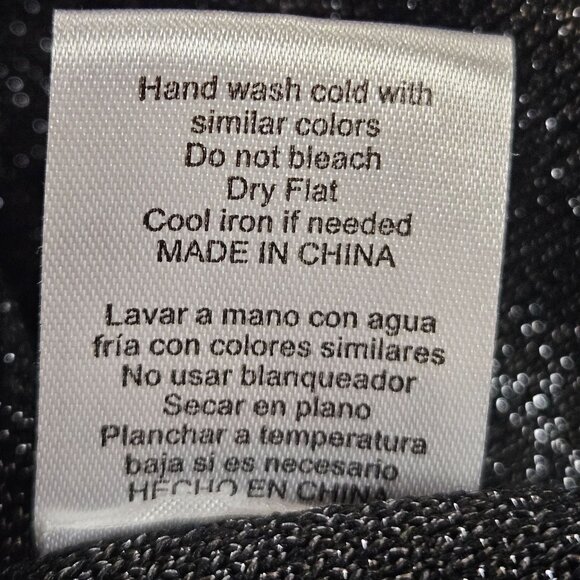 Hand wash cold with
similar colors
Do not bleach
Dry Flat
Cool iron if needed
MADE IN CHINA
Lavar a mano con agua
fría con colores similares
No usar blanqueador
Secar en plano
Planchar a temperatura
baja si es necesario
HECHO EN CHINA